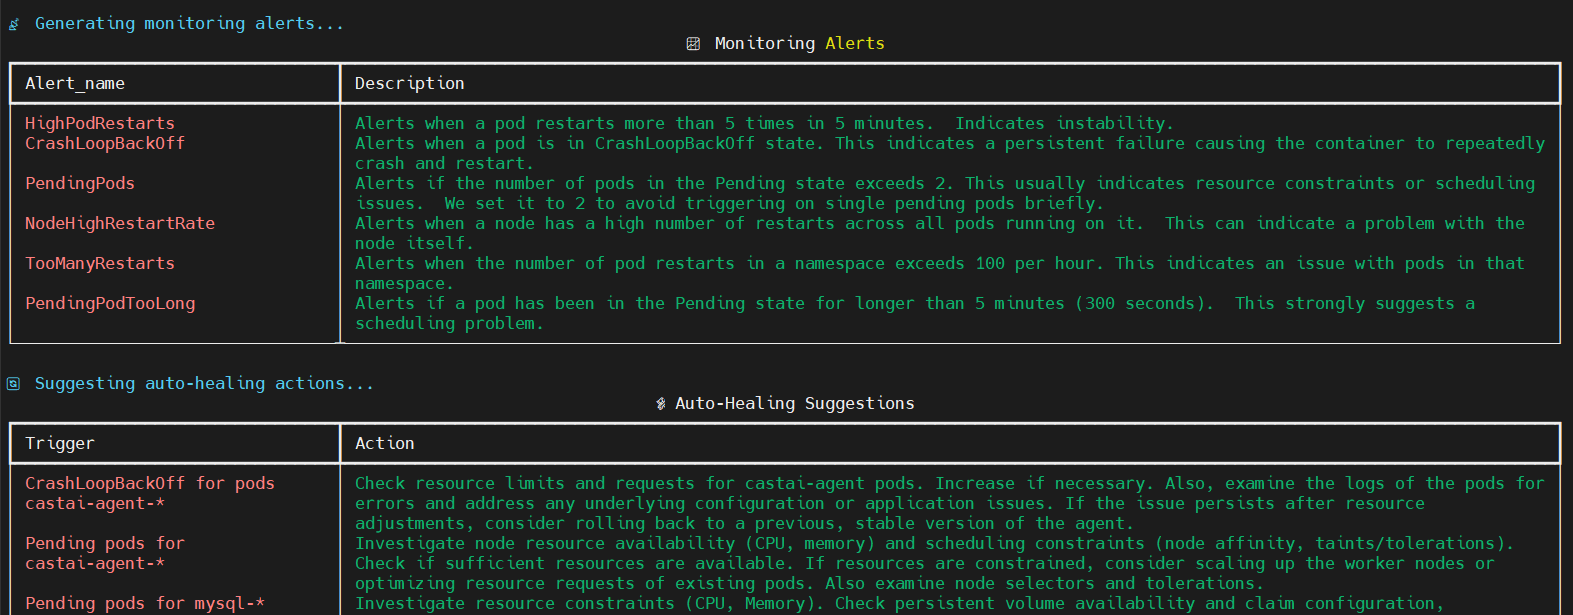 Generating monitoring alerts...
Monitoring Alerts
Alert_name Description
HighPodRestarts Alerts when a pod restarts more than 5 times in 5 minutes.  Indicates instability.
CrashLoopBackOff Alerts when a pod is in CrashLoopBackOff state. This indicates a persistent failure causing the container to repeatedly
crash and restart.
PendingPods Alerts if the number of pods in the Pending state exceeds 2. This usually indicates resource constraints or scheduling
issues.  We set it to 2 to avoid triggering on single pending pods briefly.
NodeHighRestartRate Alerts when a node has a high number of restarts across all pods running on it.  This can indicate a problem with the
node itself.
TooManyRestarts Alerts when the number of pod restarts in a namespace exceeds 100 per hour. This indicates an issue with pods in that
namespace.
PendingPodTooLong Alerts if a pod has been in the Pending state for longer than 5 minutes (300 seconds).  This strongly suggests a
scheduling problem.
Suggesting auto-healing actions...
Auto-Healing Suggestions
Trigger Action
CrashLoopBackOff for pods Check resource limits and requests for castai-agent pods. Increase if necessary. Also, examine the logs of the pods for
castai-agent-* errors and address any underlying configuration or application issues. If the issue persists after resource
adjustments, consider rolling back to a previous, stable version of the agent.
Pending pods for Investigate node resource availability (CPU, memory) and scheduling constraints (node affinity, taints/tolerations).
castai-agent-* Check if sufficient resources are available. If resources are constrained, consider scaling up the worker nodes or
optimizing resource requests of existing pods. Also examine node selectors and tolerations.
Pending pods for mysql-* Investigate resource constraints (CPU, Memory). Check persistent volume availability and claim configuration,